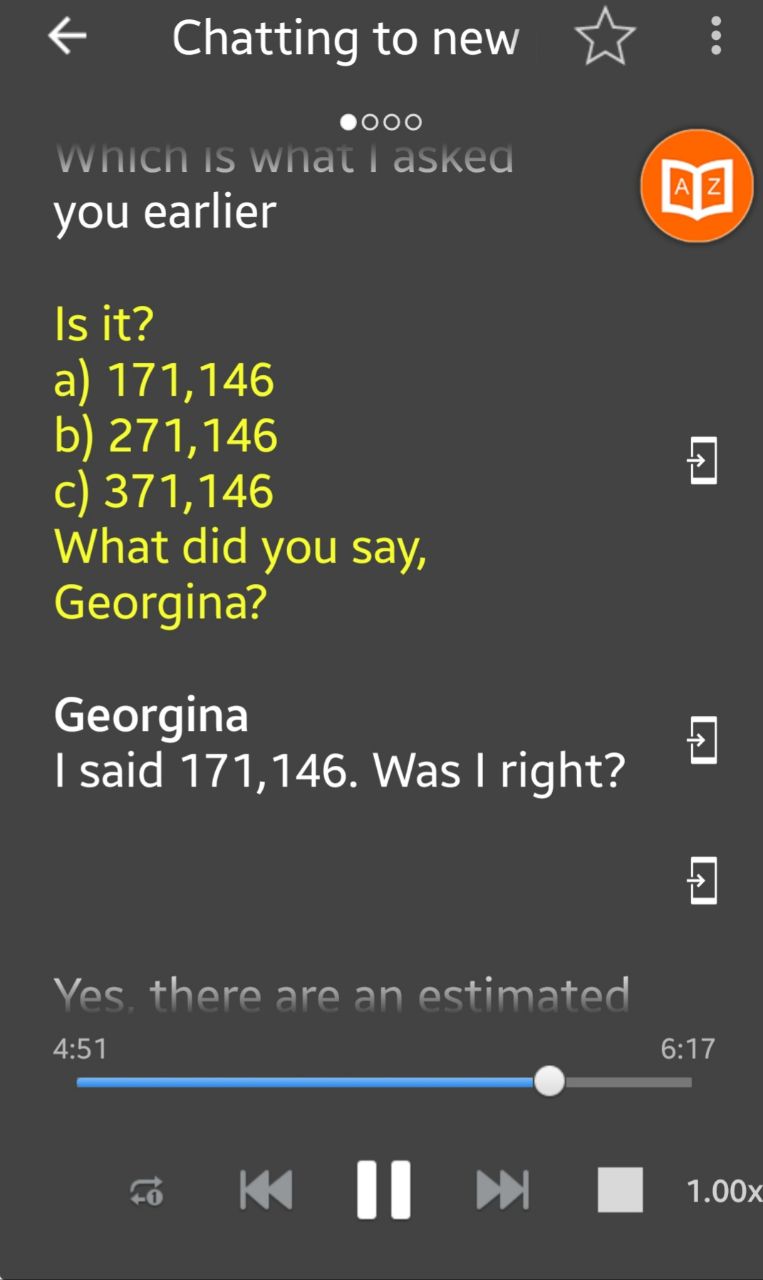 Chatting to new
Which is what I asked
you earlier
A Z
Is it?
a) 171,146
b) 271,146
c) 371,146
What did you say,
Georgina?
Georgina
I said 171,146. Was I right?
Yes, there are an estimated
4:51
6:17
1
1.00x